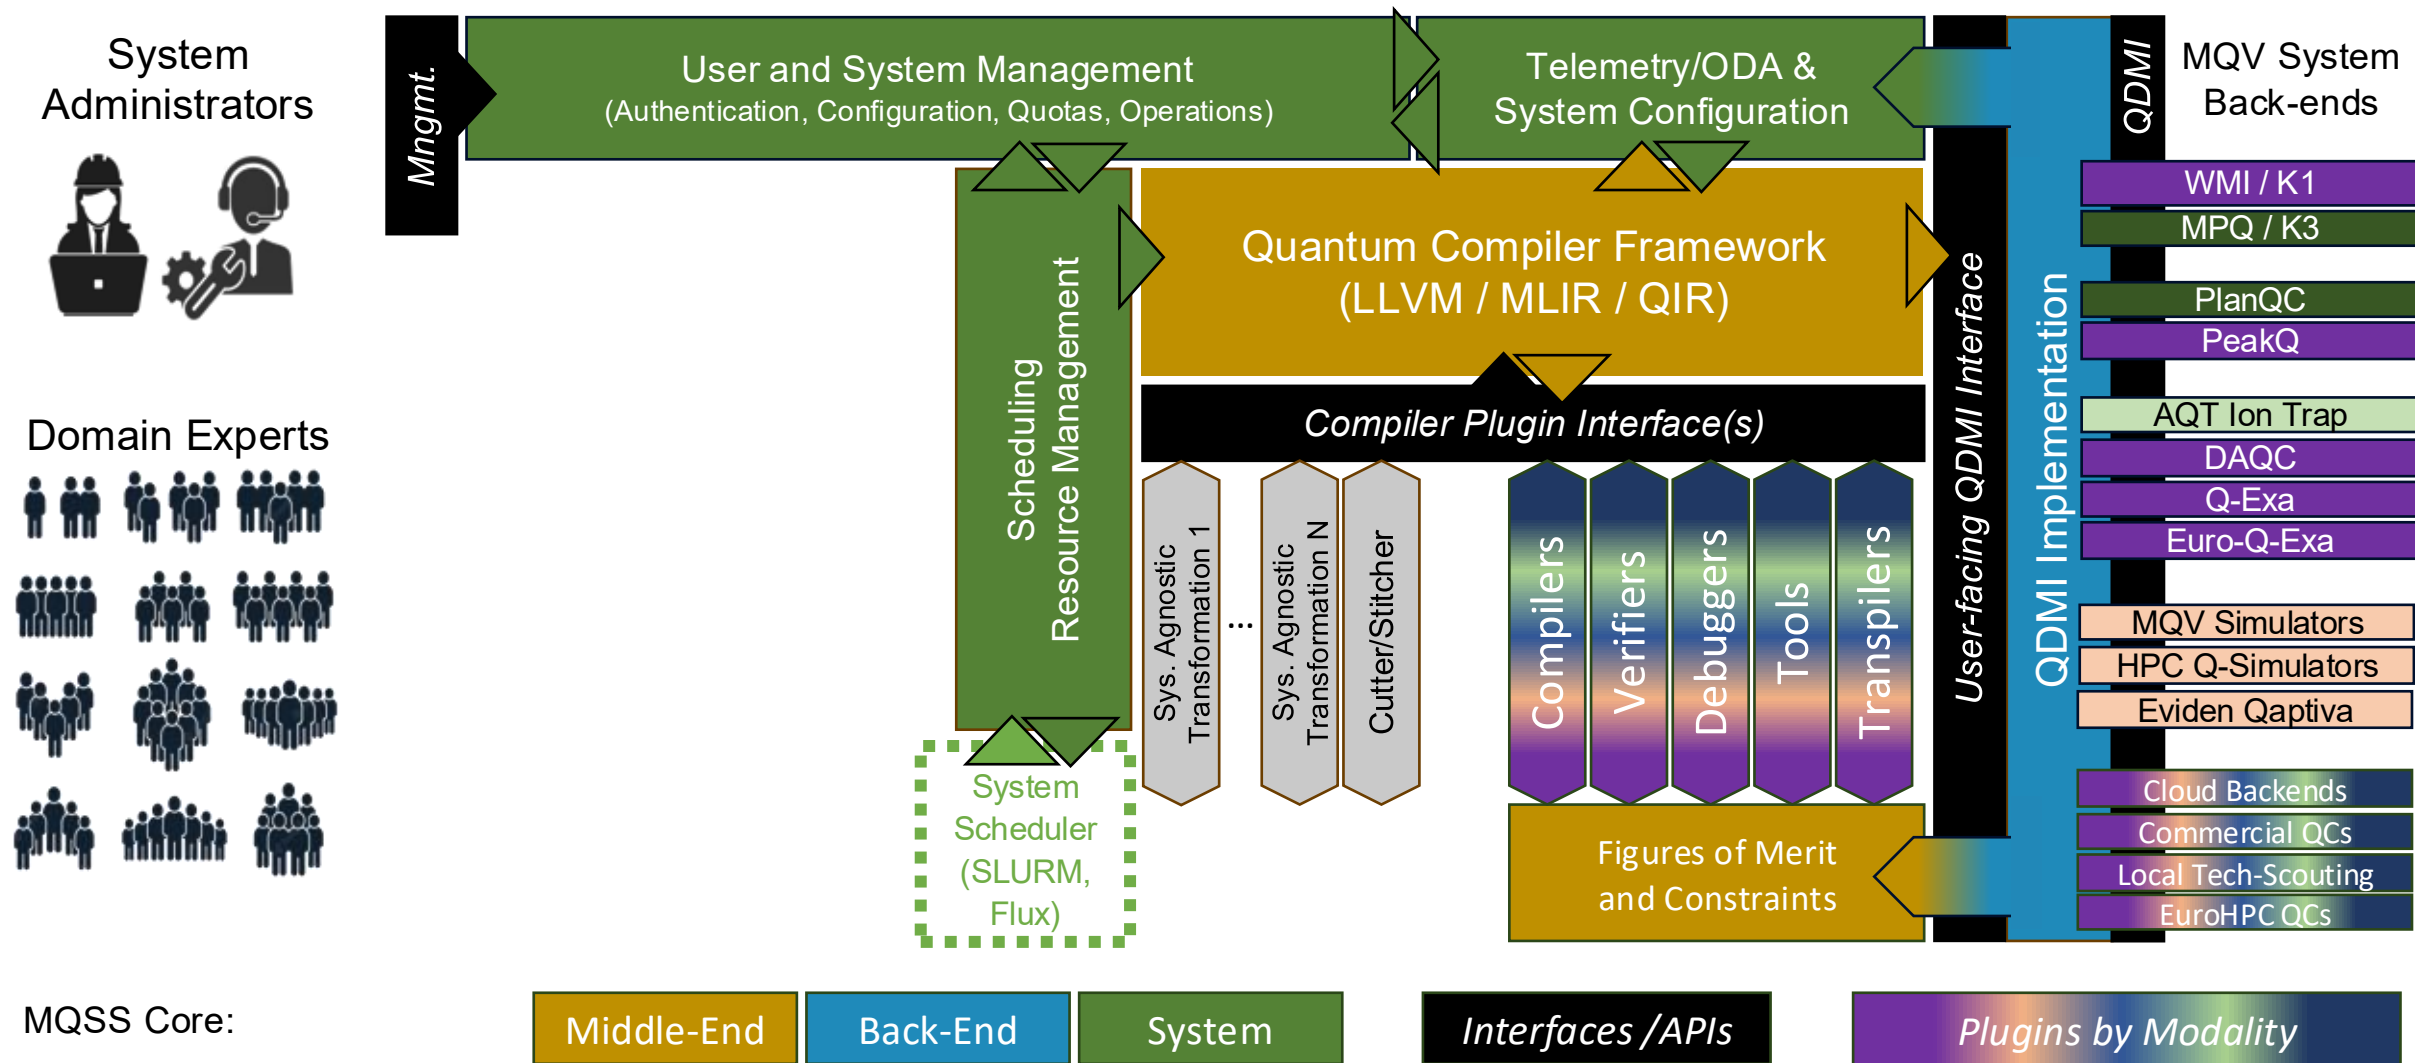 System
Administrators
Mngmt.
User and System Management
(Authentication, Configuration, Quotas, Operations)
Telemetry/ODA &
System Configuration
QDMI
MQV System
Back-ends
Domain Experts
Scheduling
Resource Management
Quantum Compiler Framework
(LLVM / MLIR / QIR)
Compiler Plugin Interface(s)
Sys. Agnostic
Transformation 1
...
Sys. Agnostic
Transformation N
Cutter/Stitcher
Compilers
Verifiers
Debuggers
Tools
Transpilers
System
Scheduler
(SLURM,
Flux)
Figures of Merit
and Constraints
User-facing QDMI Interface
QDMI Implementation
WMI / K1
MPQ / K3
PlanQC
PeakQ
AQT Ion Trap
DAQC
Q-Exa
Euro-Q-Exa
MQV Simulators
HPC Q-Simulators
Eviden Qaptiva
Cloud Backends
Commercial QCs
Local Tech-Scouting
EuroHPC QCs
MQSS Core:
Middle-End
Back-End
System
Interfaces /APIs
Plugins by Modality